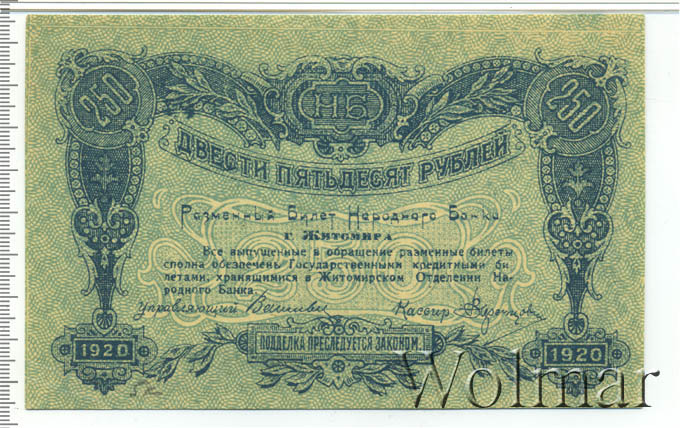 250 НБ 250
ДВЕСТИ ПЯТЬДЕСЯТ РУБЛЕЙ
Разменный Билет Народного Банка
г. Житомира
Все выпущенные в обращение разменные билеты
сполна обезпечены Государственными кредитными би
летами, хранящимися в Житомирском Отделении На-
родного Банка
Управляющий Кассир
1920 ПОДДЕЛКА ПРЕСЛЕДУЕТСЯ ЗАКОНОМ. 1920
Wolmar